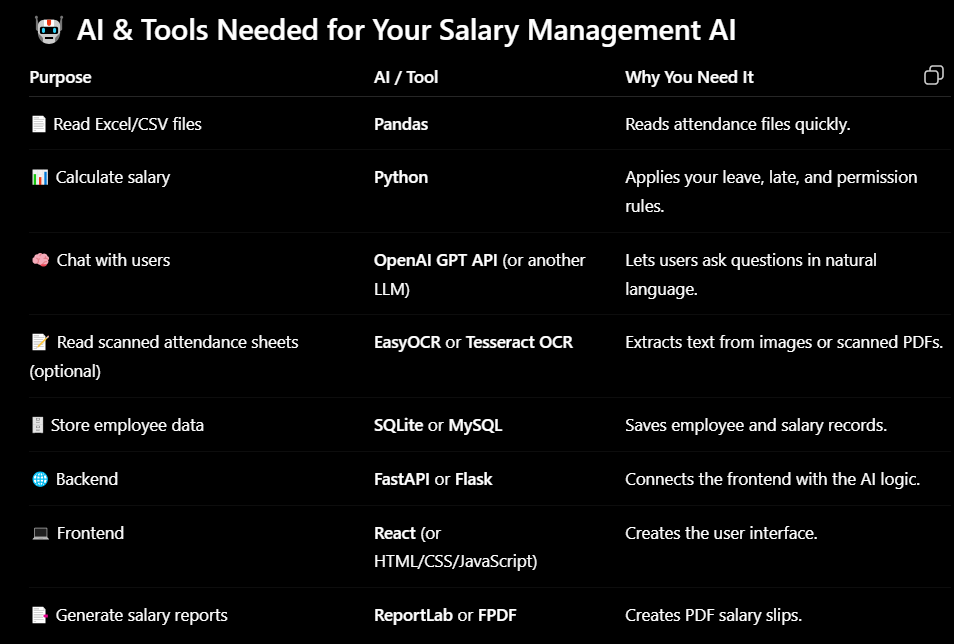 🤖 AI & Tools Needed for Your Salary Management AI
Purpose AI / Tool Why You Need It
📄 Read Excel/CSV files Pandas Reads attendance files quickly.
📊 Calculate salary Python Applies your leave, late, and permission
rules.
🧠 Chat with users OpenAI GPT API (or another Lets users ask questions in natural
LLM) language.
📝 Read scanned attendance sheets EasyOCR or Tesseract OCR Extracts text from images or scanned PDFs.
(optional)
🗄 Store employee data SQLite or MySQL Saves employee and salary records.
🌐 Backend FastAPI or Flask Connects the frontend with the AI logic.
💻 Frontend React (or Creates the user interface.
HTML/CSS/JavaScript)
📑 Generate salary reports ReportLab or FPDF Creates PDF salary slips.